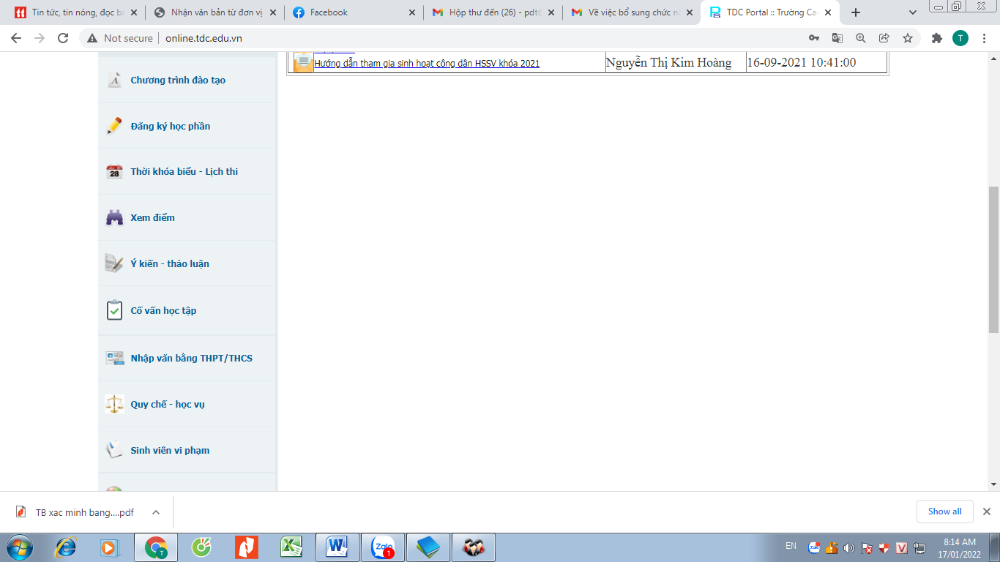 Tin tức, tin nóng, đọc bá
Nhận văn bản từ đơn vị
Facebook
Hộp thư đến (26) - pdt@
Về việc bổ sung chức nă
TDC Portal :: Trường Ca
Not secure
online.tdc.edu.vn
T
Hướng dẫn tham gia sinh hoạt công dân HSSV khóa 2021
Nguyễn Thị Kim Hoàng
16-09-2021 10:41:00
Chương trình đào tạo
Đăng ký học phần
28
Thời khóa biểu - Lịch thi
Xem điểm
Ý kiến - thảo luận
Cố vấn học tập
Nhập văn bằng THPT/THCS
Quy chế - học vụ
Sinh viên vi phạm
TB xac minh bang....pdf
Show all
Zalo
1
EN
8:14 AM
17/01/2022